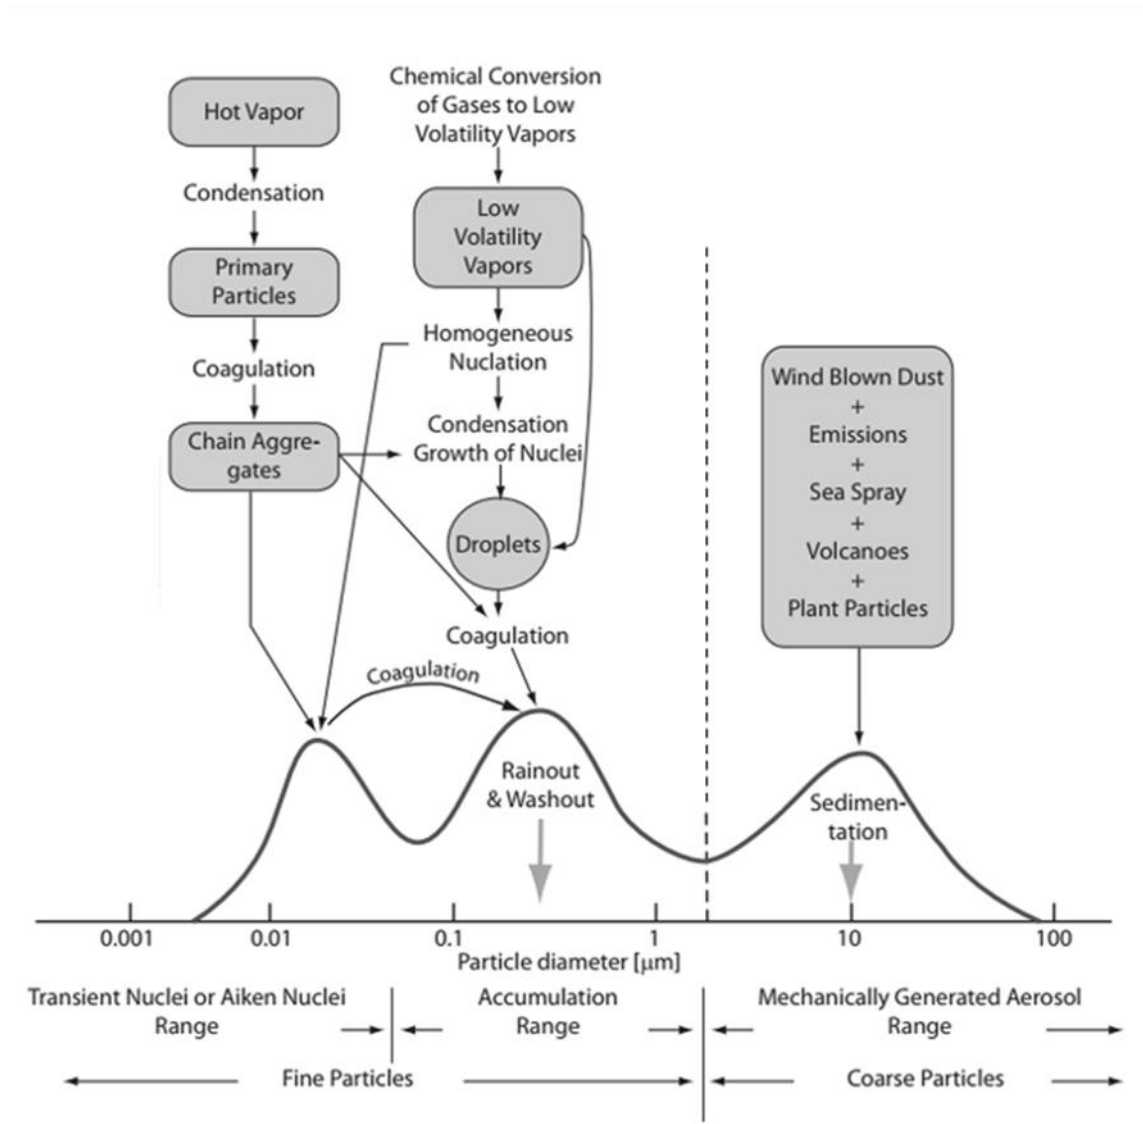 Hot Vapor
Condensation
Primary
Particles
Coagulation
Chain Aggre-
gates
Chemical Conversion
of Gases to Low
Volatility Vapors
Low
Volatility
Vapors
Homogeneous
Nuclation
Condensation
Growth of Nuclei
Droplets
Coagulation
Coagulation
Wind Blown Dust
+
Emissions
+
Sea Spray
+
Volcanoes
+
Plant Particles
Rainout
& Washout
Sedimen-
tation
0.001 0.01 0.1 1 10 100
Particle diameter [μm]
Transient Nuclei or Aiken Nuclei
Range
Accumulation
Range
Mechanically Generated Aerosol
Range
Fine Particles
Coarse Particles